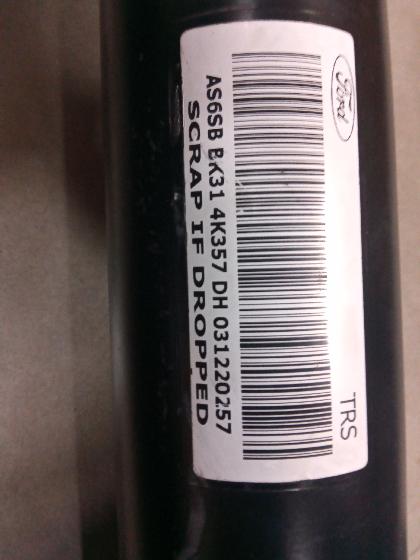 Ford
TRS
AS6SB BK31 4K357 DH 031220257
SCRAP IF DROPPED